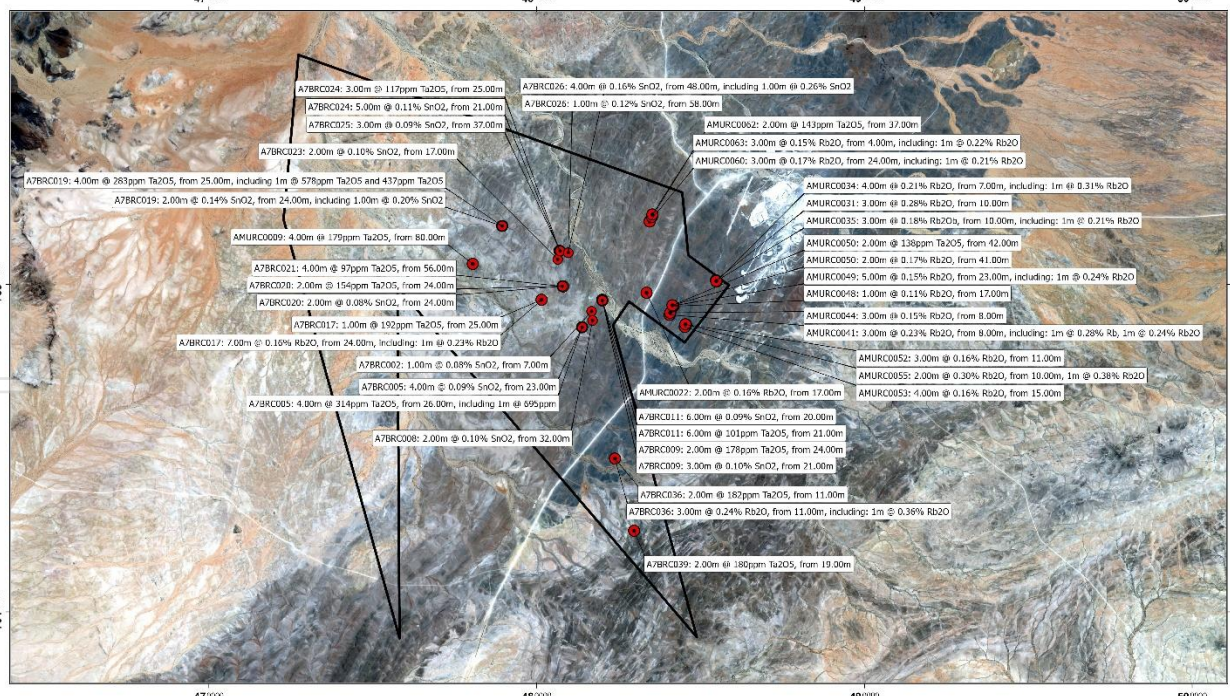 A7BRC024: 3.00m @ 117ppm Ta2O5, from 25.00m
A7BRC024: 5.00m @ 0.11% SnO2, from 21.00m
A7BRC025: 3.00m @ 0.09% SnO2, from 37.00m
A7BRC023: 2.00m @ 0.10% SnO2, from 17.00m
A7BRC019: 4.00m @ 283ppm Ta2O5, from 25.00m, including 1m @ 578ppm Ta2O5 and 437ppm Ta2O5
A7BRC019: 2.00m @ 0.14% SnO2, from 24.00m, including 1.00m @ 0.20% SnO2
AMURC0009: 4.00m @ 179ppm Ta2O5, from 80.00m
A7BRC021: 4.00m @ 97ppm Ta2O5, from 56.00m
A7BRC020: 2.00m @ 154ppm Ta2O5, from 24.00m
A7BRC020: 2.00m @ 0.08% SnO2, from 24.00m
A7BRC017: 1.00m @ 192ppm Ta2O5, from 25.00m
A7BRC017: 7.00m @ 0.16% Rb2O, from 24.00m, Including: 1m @ 0.23% Rb2O
A7BRC002: 1.00m @ 0.08% SnO2, from 7.00m
A7BRC005: 4.00m @ 0.09% SnO2, from 23.00m
A7BRC005: 4.00m @ 314ppm Ta2O5, from 26.00m, including 1m @ 695ppm
A7BRC008: 2.00m @ 0.10% SnO2, from 32.00m
A7BRC026: 4.00m @ 0.16% SnO2, from 48.00m, including 1.00m @ 0.26% SnO2
A7BRC026: 1.00m @ 0.12% SnO2, from 58.00m
AMURC0062: 2.00m @ 143ppm Ta2O5, from 37.00m
AMURC0063: 3.00m @ 0.15% Rb2O, from 4.00m, including: 1m @ 0.22% Rb2O
AMURC0060: 3.00m @ 0.17% Rb2O, from 24.00m, including: 1m @ 0.21% Rb2O
AMURC0034: 4.00m @ 0.21% Rb2O, from 7.00m, including: 1m @ 0.31% Rb2O
AMURC0031: 3.00m @ 0.28% Rb2O, from 10.00m
AMURC0035: 3.00m @ 0.18% Rb2Ob, from 10.00m, including: 1m @ 0.21% Rb2O
AMURC0050: 2.00m @ 138ppm Ta2O5, from 42.00m
AMURC0050: 2.00m @ 0.17% Rb2O, from 41.00m
AMURC0049: 5.00m @ 0.15% Rb2O, from 23.00m, including: 1m @ 0.24% Rb2O
AMURC0048: 1.00m @ 0.11% Rb2O, from 17.00m
AMURC0044: 3.00m @ 0.15% Rb2O, from 8.00m
AMURC0041: 3.00m @ 0.23% Rb2O, from 8.00m, including: 1m @ 0.28% Rb, 1m @ 0.24% Rb2O
AMURC0052: 3.00m @ 0.16% Rb2O, from 11.00m
AMURC0055: 2.00m @ 0.30% Rb2O, from 10.00m, 1m @ 0.38% Rb2O
AMURC0053: 4.00m @ 0.16% Rb2O, from 15.00m
AMURC0022: 2.00m @ 0.16% Rb2O, from 17.00m
A7BRC011: 6.00m @ 0.09% SnO2, from 20.00m
A7BRC011: 6.00m @ 101ppm Ta2O5, from 21.00m
A7BRC009: 2.00m @ 178ppm Ta2O5, from 24.00m
A7BRC009: 3.00m @ 0.10% SnO2, from 21.00m
A7BRC036: 2.00m @ 182ppm Ta2O5, from 11.00m
A7BRC036: 3.00m @ 0.24% Rb2O, from 11.00m, including: 1m @ 0.36% Rb2O
A7BRC039: 2.00m @ 180ppm Ta2O5, from 19.00m